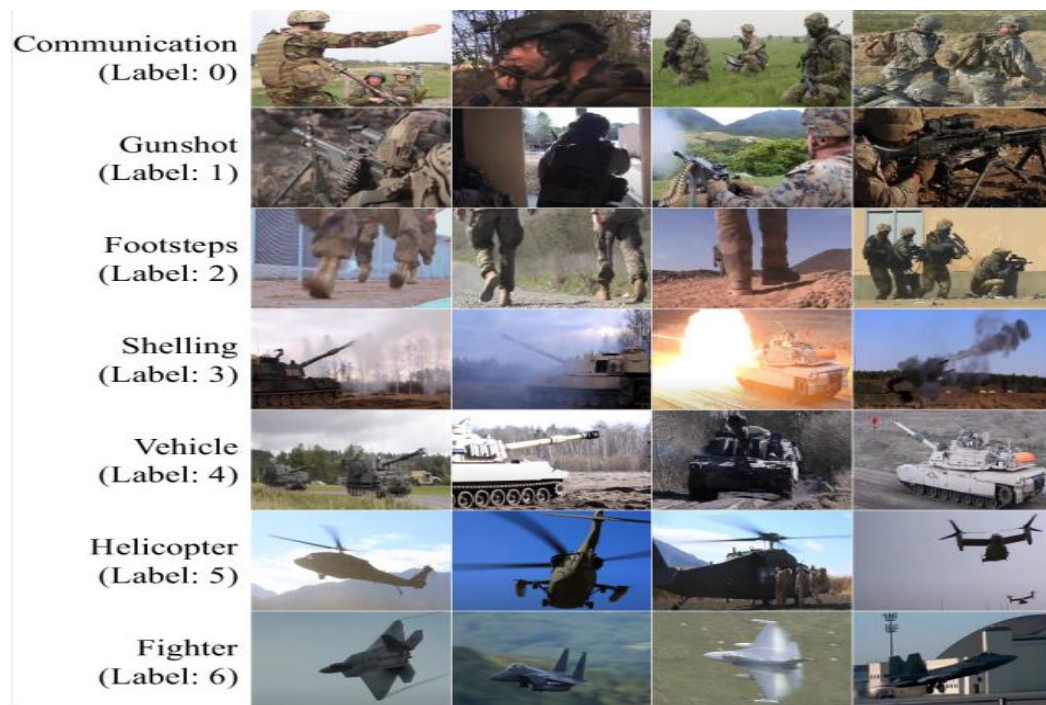 Communication
(Label: 0)
Gunshot
(Label: 1)
Footsteps
(Label: 2)
Shelling
(Label: 3)
Vehicle
(Label: 4)
Helicopter
(Label: 5)
Fighter
(Label: 6)